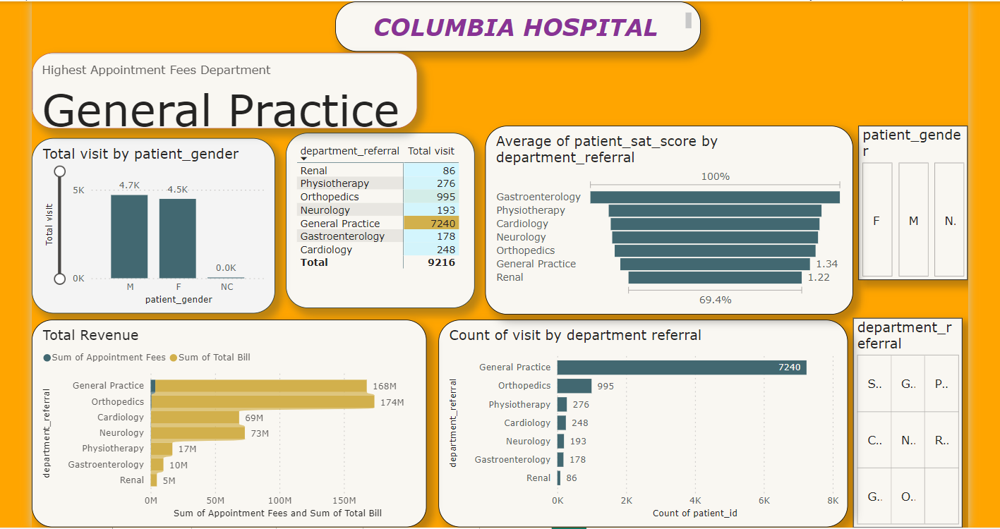 COLUMBIA HOSPITAL
Highest Appointment Fees Department
General Practice
Total visit by patient_gender
Total visit
5K
0K
4.7K
4.5K
0.0K
M
F
NC
patient_gender
department_referral Total visit
Renal 86
Physiotherapy 276
Orthopedics 995
Neurology 193
General Practice 7240
Gastroenterology 178
Cardiology 248
Total 9216
Average of patient_sat_score by
department_referral
100%
Gastroenterology
Physiotherapy
Cardiology
Neurology
Orthopedics
General Practice 1.34
Renal 1.22
69.4%
patient_gende
r
F
M
N.
Total Revenue
Sum of Appointment Fees Sum of Total Bill
department_referral
General Practice 168M
Orthopedics 174M
Cardiology 69M
Neurology 73M
Physiotherapy 17M
Gastroenterology 10M
Renal 5M
0M 50M 100M 150M
Sum of Appointment Fees and Sum of Total Bill
Count of visit by department referral
department_referral
General Practice 7240
Orthopedics 995
Physiotherapy 276
Cardiology 248
Neurology 193
Gastroenterology 178
Renal 86
0K 2K 4K 6K 8K
Count of patient_id
department_r
eferral
S.. G.. P..
C.. N.. R..
G.. O..